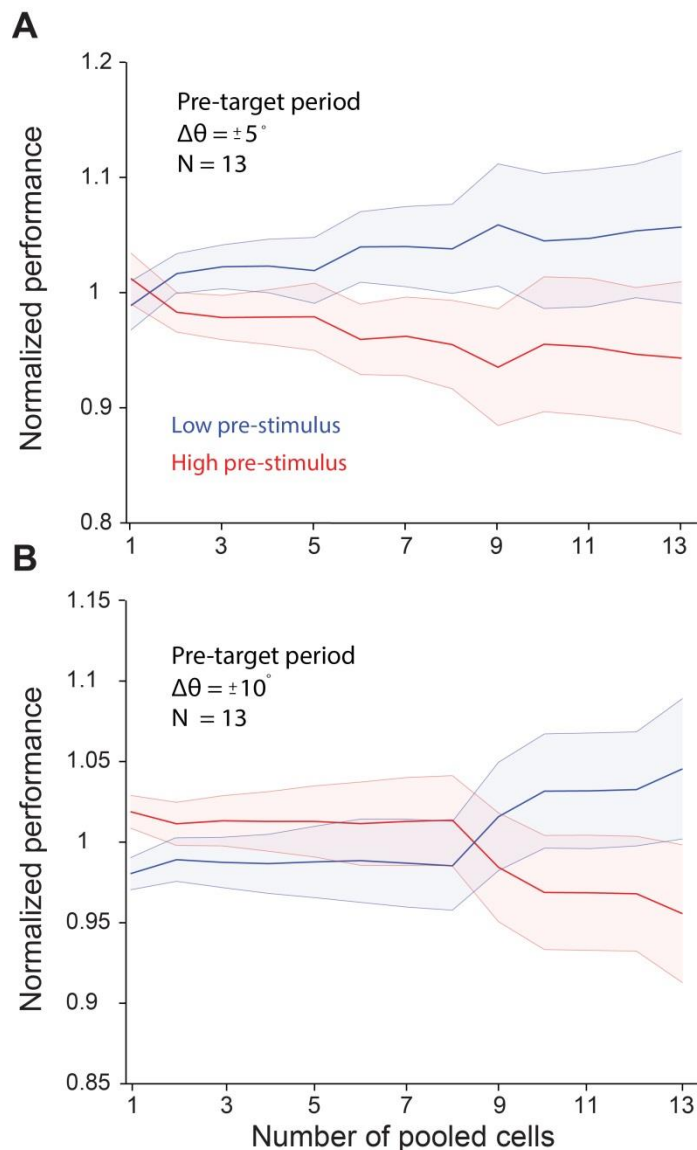 A
1.2
Pre-target period
Δθ = ±5°
N = 13
1.1
1
Normalized performance
0.9
Low pre-stimulus
High pre-stimulus
0.8
1 3 5 7 9 11 13
B
1.15
Pre-target period
Δθ = ±10°
N = 13
1.1
1.05
1
Normalized performance
0.95
0.9
0.85
1 3 5 7 9 11 13
Number of pooled cells